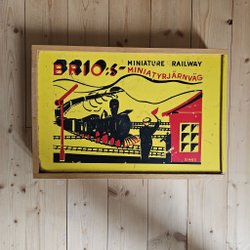 BRIO:S- MINIATURE RAILWAY
MINIATYRJÄRNVÄG